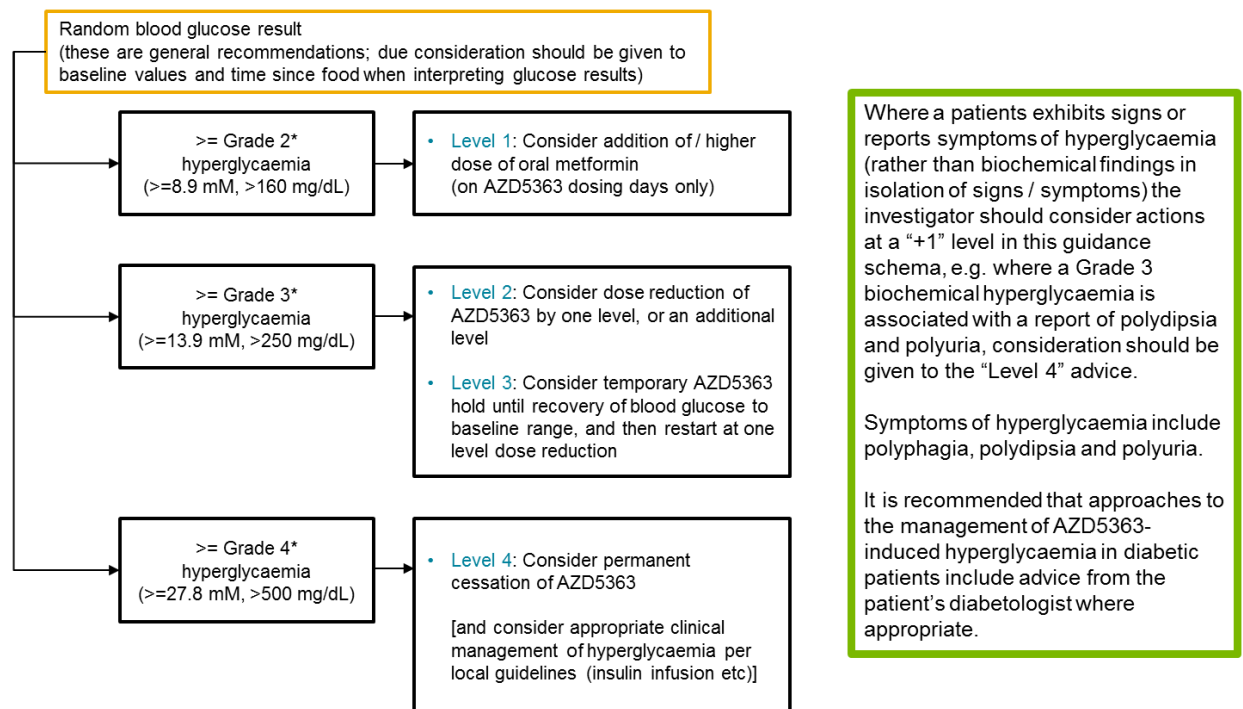 Random blood glucose result
(these are general recommendations; due consideration should be given to
baseline values and time since food when interpreting glucose results)
>= Grade 2*
hyperglycaemia
(>=8.9 mM, >160 mg/dL)
• Level 1: Consider addition of / higher
dose of oral metformin
(on AZD5363 dosing days only)
>= Grade 3*
hyperglycaemia
(>=13.9 mM, >250 mg/dL)
• Level 2: Consider dose reduction of
AZD5363 by one level, or an additional
level
• Level 3: Consider temporary AZD5363
hold until recovery of blood glucose to
baseline range, and then restart at one
level dose reduction
>= Grade 4*
hyperglycaemia
(>=27.8 mM, >500 mg/dL)
• Level 4: Consider permanent
cessation of AZD5363
[and consider appropriate clinical
management of hyperglycaemia per
local guidelines (insulin infusion etc)]
Where a patients exhibits signs or
reports symptoms of hyperglycaemia
(rather than biochemical findings in
isolation of signs / symptoms) the
investigator should consider actions
at a “+1” level in this guidance
schema, e.g. where a Grade 3
biochemical hyperglycaemia is
associated with a report of polydipsia
and polyuria, consideration should be
given to the “Level 4” advice.
Symptoms of hyperglycaemia include
polyphagia, polydipsia and polyuria.
It is recommended that approaches to
the management of AZD5363-
induced hyperglycaemia in diabetic
patients include advice from the
patient’s diabetologist where
appropriate.